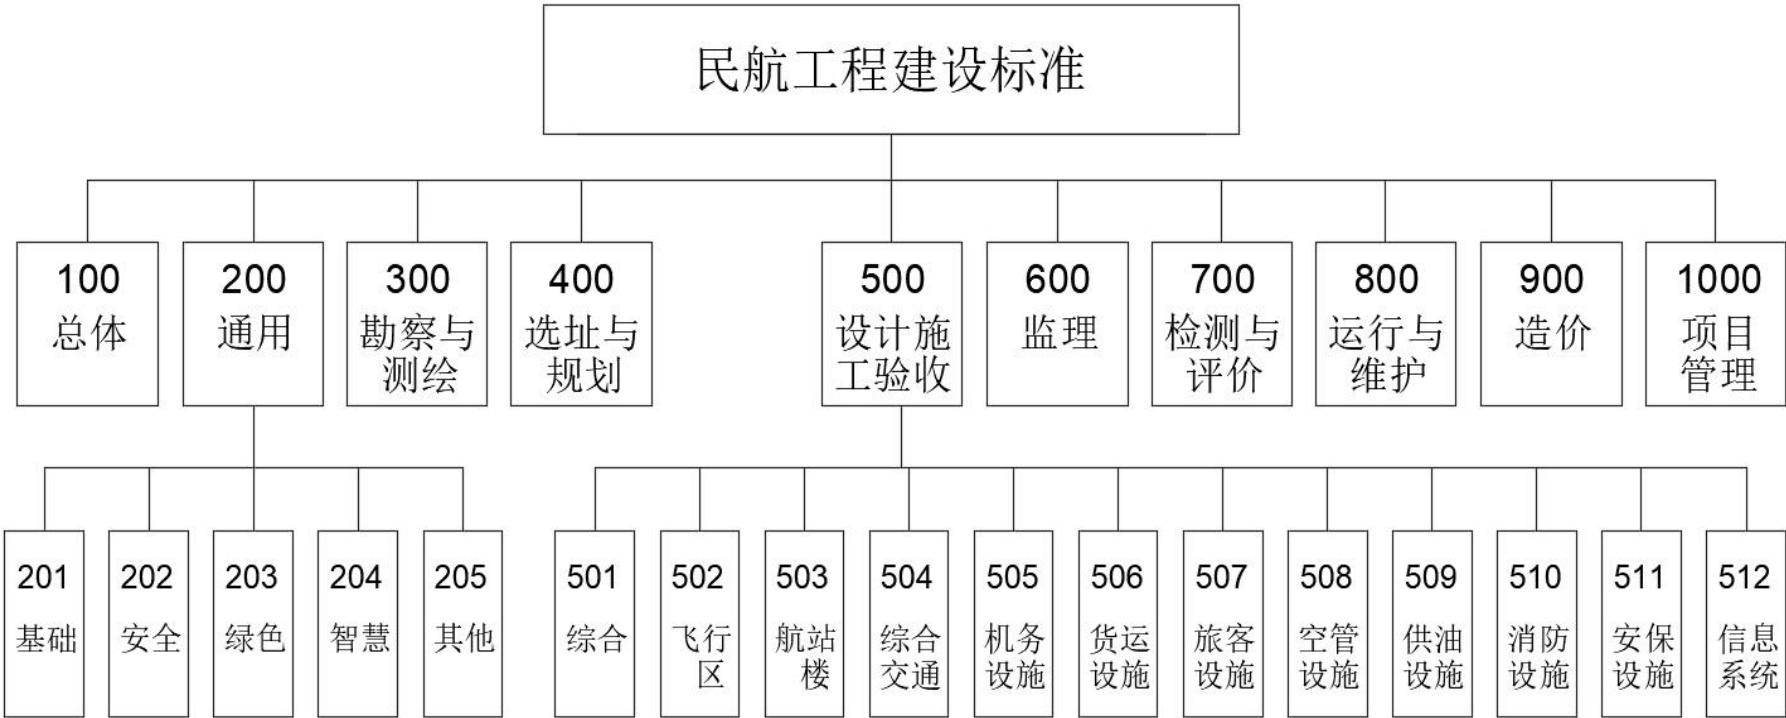 民航工程建设标准
100
总体
200
通用
300
勘察与
测绘
400
选址与
规划
500
设计施
工验收
600
监理
700
检测与
评价
800
运行与
维护
900
造价
1000
项目
管理
201
基础
202
安全
203
绿色
204
智慧
205
其他
501
综合
502
飞行
区
503
航站
楼
504
综合
交通
505
机务
设施
506
货运
设施
507
旅客
设施
508
空管
设施
509
供油
设施
510
消防
设施
511
安保
设施
512
信息
系统